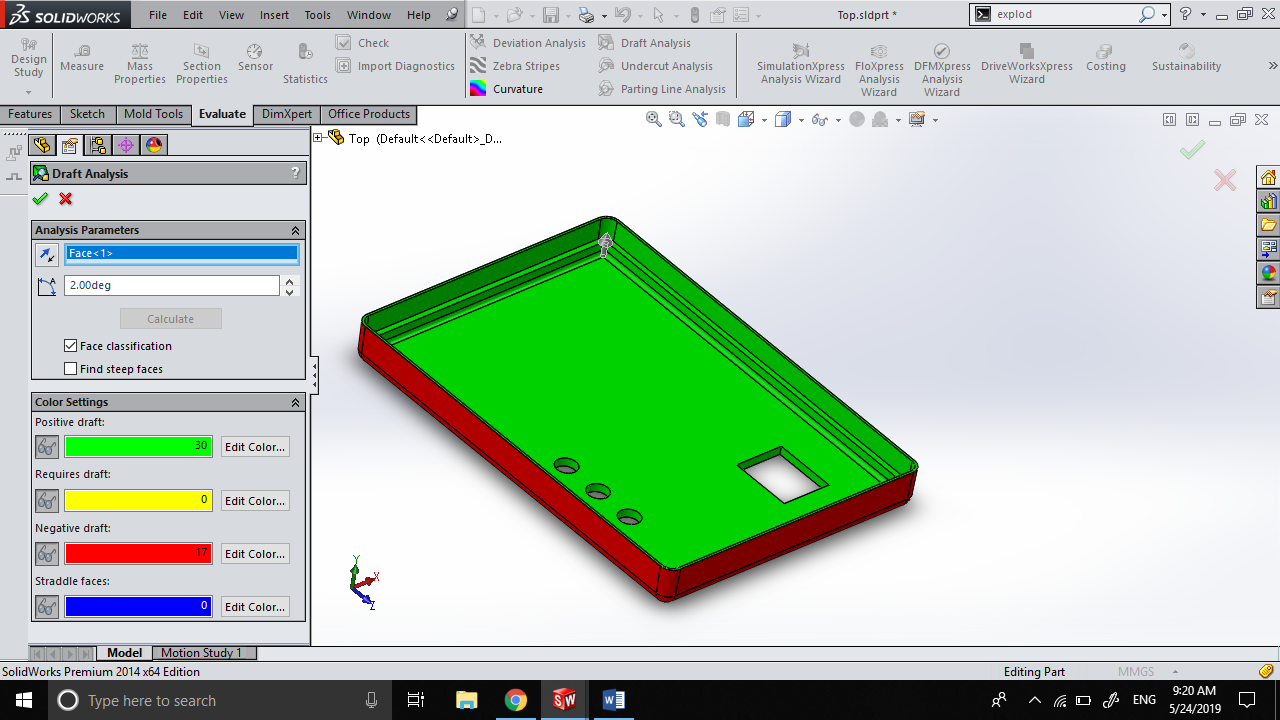 SOLIDWORKS File Edit View Insert Tools Window Help Top.sldprt * explod ?
Design Study
Measure
Mass Properties
Section Properties
Sensor
Statistics
Check
Import Diagnostics
Deviation Analysis
Zebra Stripes
Curvature
Draft Analysis
Undercut Analysis
Parting Line Analysis
SimulationXpress Analysis Wizard
FloXpress Analysis Wizard
DFMXpress Analysis Wizard
DriveWorksXpress Wizard
Costing
Sustainability
Features Sketch Mold Tools Evaluate DimXpert Office Products
Top (Default<<Default>_D...
Draft Analysis ?
Analysis Parameters
Face<1>
2.00deg
Calculate
Face classification
Find steep faces
Color Settings
Positive draft:
30 Edit Color...
Requires draft:
0 Edit Color...
Negative draft:
17 Edit Color...
Straddle faces:
0 Edit Color...
Y
X
Z
Model Motion Study 1
SolidWorks Premium 2014 x64 Edition Editing Part MMGS
Type here to search ENG 9:20 AM
5/24/2019